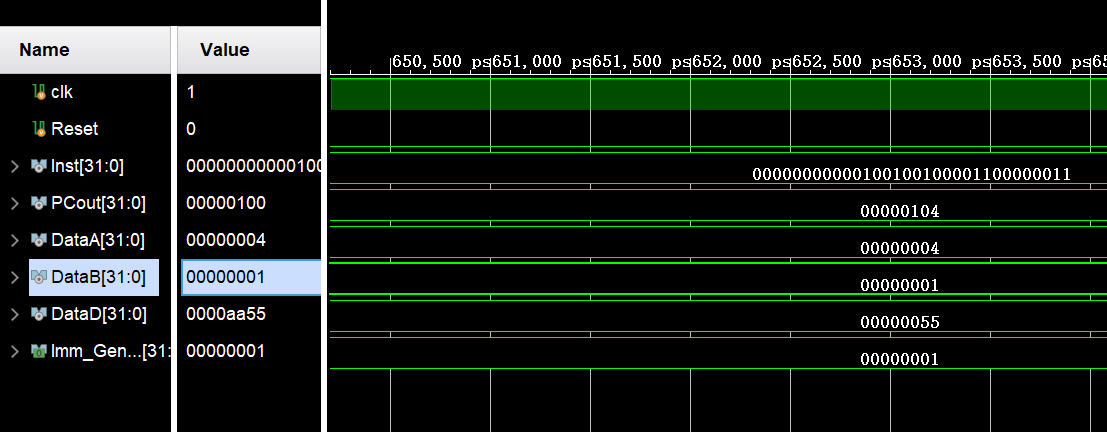 Name Value
650,500 ps 651,000 ps 651,500 ps 652,000 ps 652,500 ps 653,000 ps 653,500 ps 65
clk 1
Reset 0
Inst[31:0] 00000000000100 00000000000100100100001100000011
PCout[31:0] 00000100 00000104
DataA[31:0] 00000004 00000004
DataB[31:0] 00000001 00000001
DataD[31:0] 0000aa55 00000055
Imm_Gen...[31: 00000001 00000001